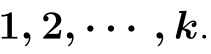 1, 2, ⋯ , k.